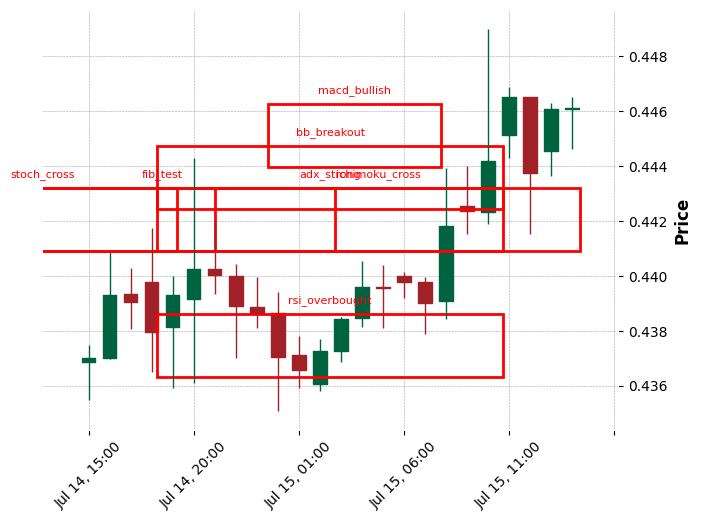 macd_bullish
bb_breakout
stoch_cross
fib_test
adx_strong
ichimoku_cross
rsi_overbought
0.448
0.446
0.444
0.442
0.440
0.438
0.436
Price
Jul 14, 15:00
Jul 14, 20:00
Jul 15, 01:00
Jul 15, 06:00
Jul 15, 11:00